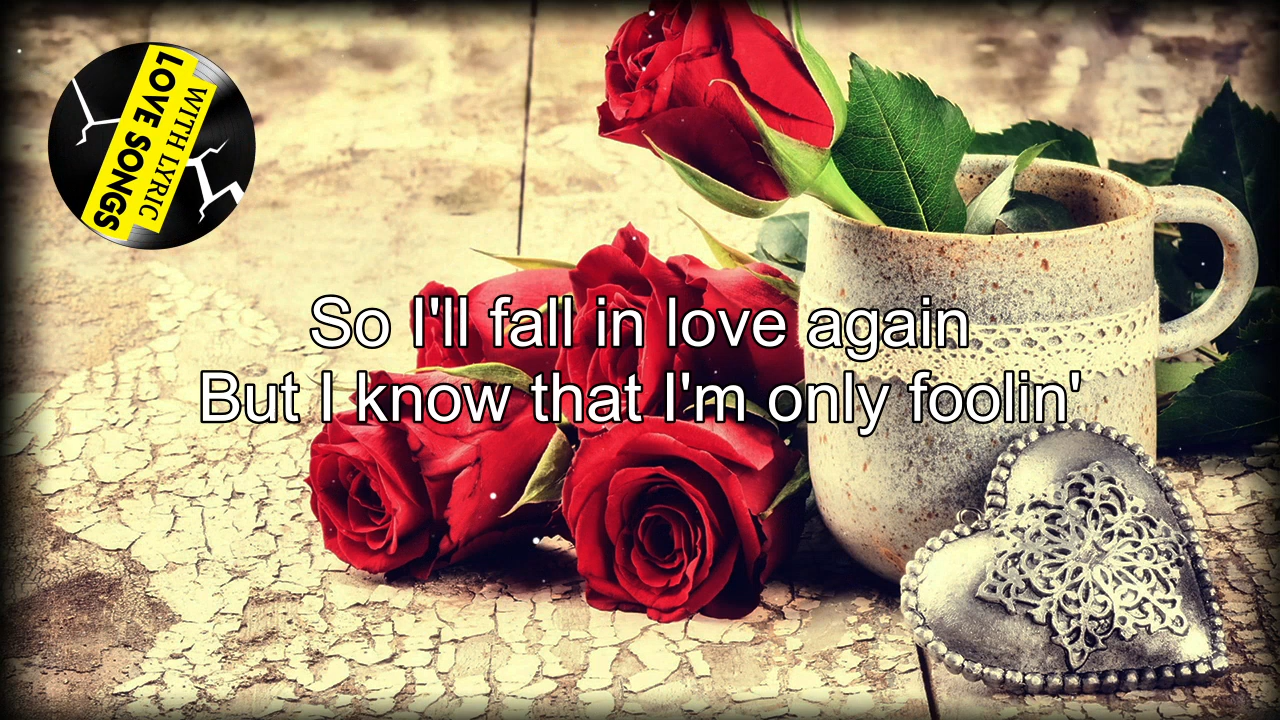 LOVE SONGS
WITH LYRIC
So I'll fall in love again
But I know that I'm only foolin'